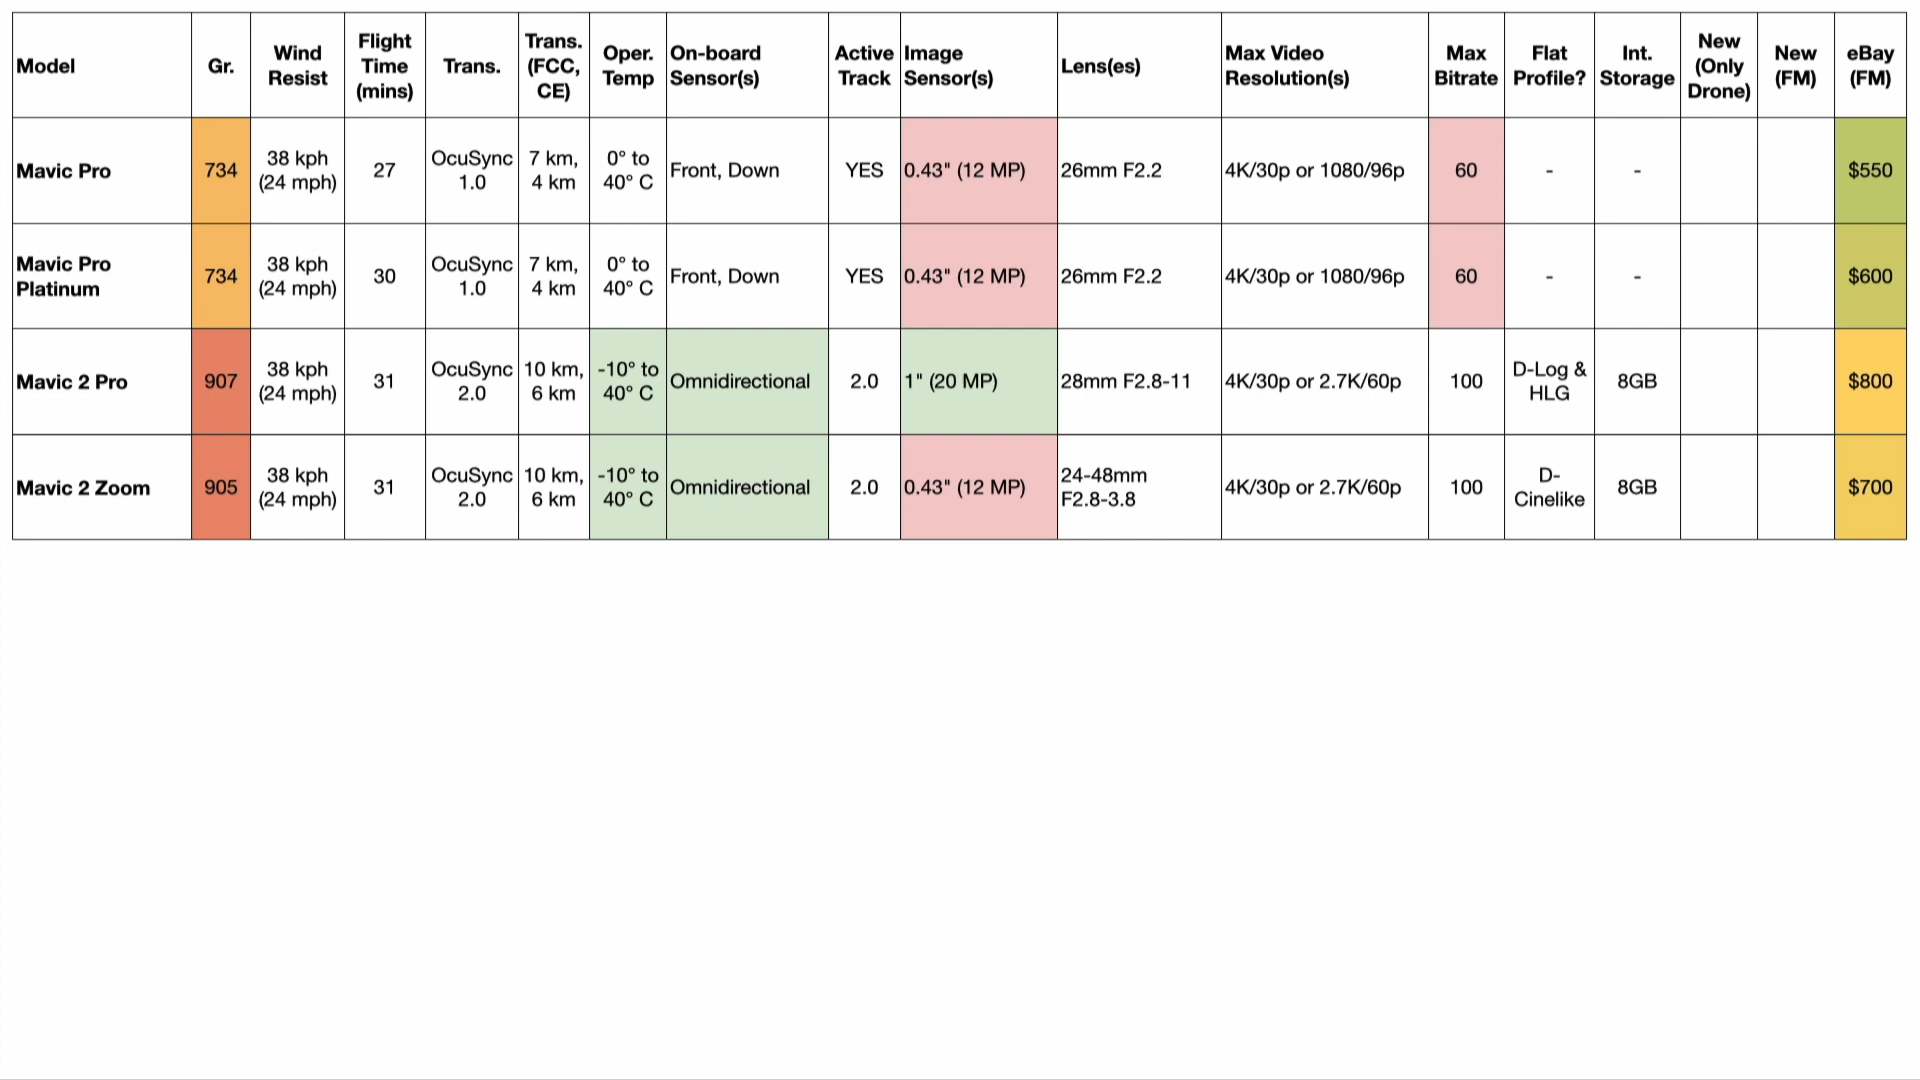 Model Gr. Wind Resist Flight Time (mins) Trans. Trans. (FCC, CE) Oper. Temp On-board Sensor(s) Active Track Image Sensor(s) Lens(es) Max Video Resolution(s) Max Bitrate Flat Profile? Int. Storage New (Only Drone) New (FM) eBay (FM)
Mavic Pro 734 38 kph (24 mph) 27 OcuSync 1.0 7 km, 4 km 0° to 40° C Front, Down YES 0.43" (12 MP) 26mm F2.2 4K/30p or 1080/96p 60 - - $550
Mavic Pro Platinum 734 38 kph (24 mph) 30 OcuSync 1.0 7 km, 4 km 0° to 40° C Front, Down YES 0.43" (12 MP) 26mm F2.2 4K/30p or 1080/96p 60 - - $600
Mavic 2 Pro 907 38 kph (24 mph) 31 OcuSync 2.0 10 km, 6 km -10° to 40° C Omnidirectional 2.0 1" (20 MP) 28mm F2.8-11 4K/30p or 2.7K/60p 100 D-Log & HLG 8GB $800
Mavic 2 Zoom 905 38 kph (24 mph) 31 OcuSync 2.0 10 km, 6 km -10° to 40° C Omnidirectional 2.0 0.43" (12 MP) 24-48mm F2.8-3.8 4K/30p or 2.7K/60p 100 D-Cinelike 8GB $700